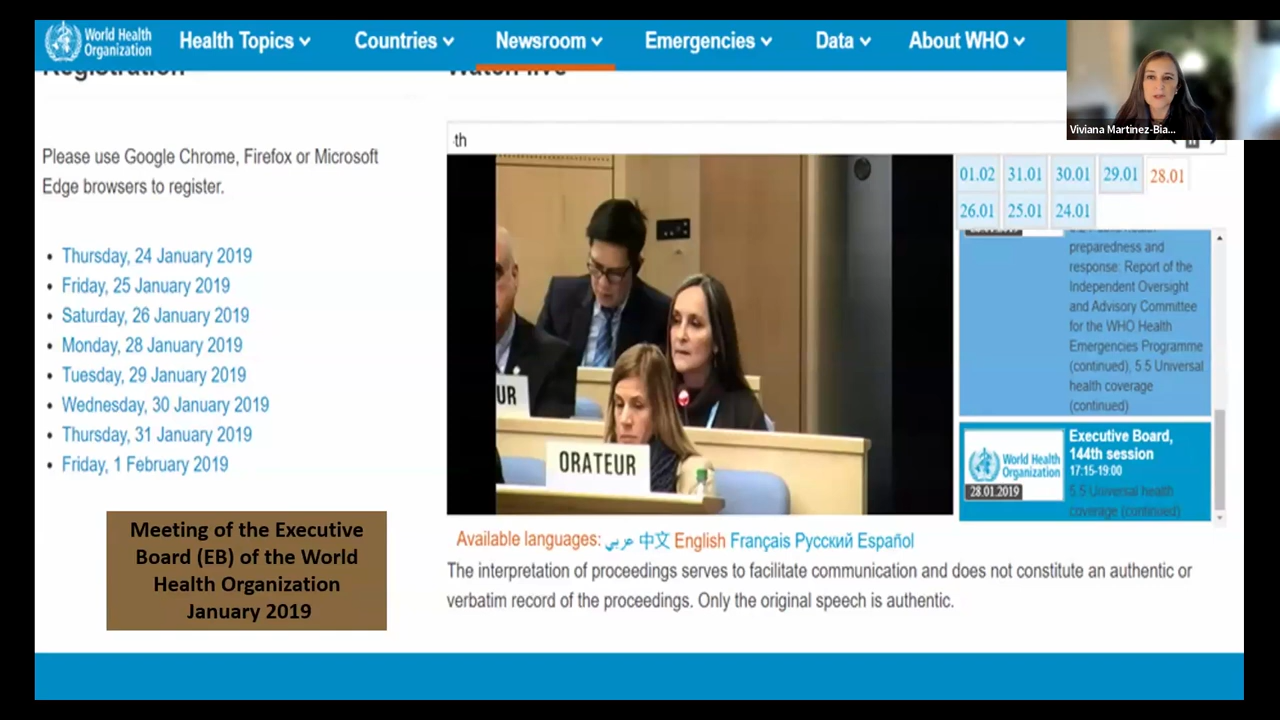 World Health
Organization
Health Topics
Countries
Newsroom
Emergencies
Data
About WHO
Registration
Watch live
Viviana Martinez-Bia...
Please use Google Chrome, Firefox or Microsoft
Edge browsers to register.
Thursday, 24 January 2019
Friday, 25 January 2019
Saturday, 26 January 2019
Monday, 28 January 2019
Tuesday, 29 January 2019
Wednesday, 30 January 2019
Thursday, 31 January 2019
Friday, 1 February 2019
Meeting of the Executive
Board (EB) of the World
Health Organization
January 2019
th
UR
ORATEUR
01.02 31.01 30.01 29.01 28.01
26.01 25.01 24.01
preparedness and
response: Report of the
Independent Oversight
and Advisory Committee
for the WHO Health
Emergencies Programme
(continued), 5.5 Universal
health coverage
(continued)
World Health
Organization
28.01.2019
Executive Board,
144th session
17:15-19:00
5.5 Universal health
coverage (continued)
Available languages: عربي 中文 English Français Русский Español
The interpretation of proceedings serves to facilitate communication and does not constitute an authentic or
verbatim record of the proceedings. Only the original speech is authentic.